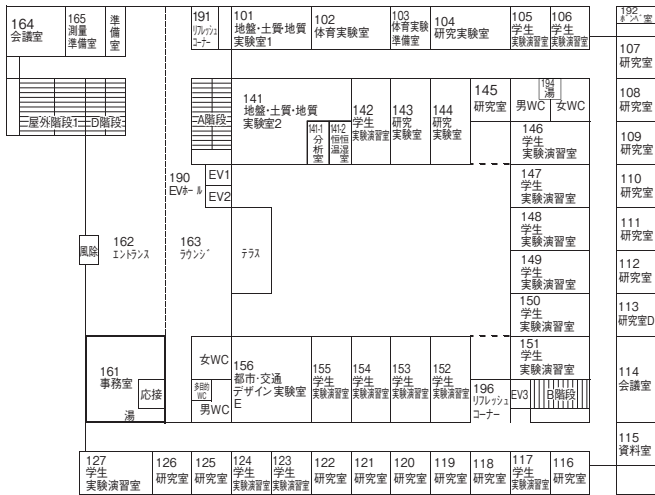 164
会議室
165
測量
準備室
準
備
室
191
ﾘﾌﾚｯｼｭ
ｺｰﾅｰ
101
地盤・土質・地質
実験室1
102
体育実験室
103
体育実験
準備室
104
研究実験室
105
学生
実験演習室
106
学生
実験演習室
192
ﾎﾞﾝﾍﾞ室
107
研究室
屋外階段1
D階段
A階段
141
地盤・土質・地質
実験室2
141-1
分
析
室
141-2
恒恒
温湿
室
142
学生
実験演習室
143
研究
実験室
144
研究
実験室
145
研究室
194
湯
男WC
女WC
108
研究室
146
学生
実験演習室
109
研究室
190
EVﾎｰﾙ
EV1
EV2
147
学生
実験演習室
110
研究室
148
学生
実験演習室
111
研究室
風除
162
ｴﾝﾄﾗﾝｽ
163
ﾗｳﾝｼﾞ
ﾃﾗｽ
149
学生
実験演習室
112
研究室
150
学生
実験演習室
113
研究室D
161
事務室
応接
湯
女WC
多目的
WC
男WC
156
都市・交通
デザイン実験室
E
155
学生
実験演習室
154
学生
実験演習室
153
学生
実験演習室
152
学生
実験演習室
196
ﾘﾌﾚｯｼｭ
ｺｰﾅｰ
151
学生
実験演習室
EV3
B階段
114
会議室
115
資料室
127
学生
実験演習室
126
研究室
125
研究室
124
学生
実験演習室
123
学生
実験演習室
122
研究室
121
研究室
120
研究室
119
研究室
118
研究室
117
学生
実験演習室
116
研究室